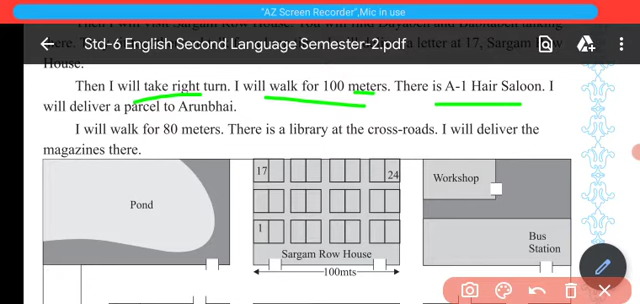 "AZ Screen Recorder",Mic in use
Std-6 English Second Language Semester-2.pdf
House.
Then I will take right turn. I will walk for 100 meters. There is A-1 Hair Saloon. I
will deliver a parcel to Arunbhai.
I will walk for 80 meters. There is a library at the cross-roads. I will deliver the
magazines there.
17
24
Workshop
Pond
1
Bus
Station
Sargam Row House
100mts